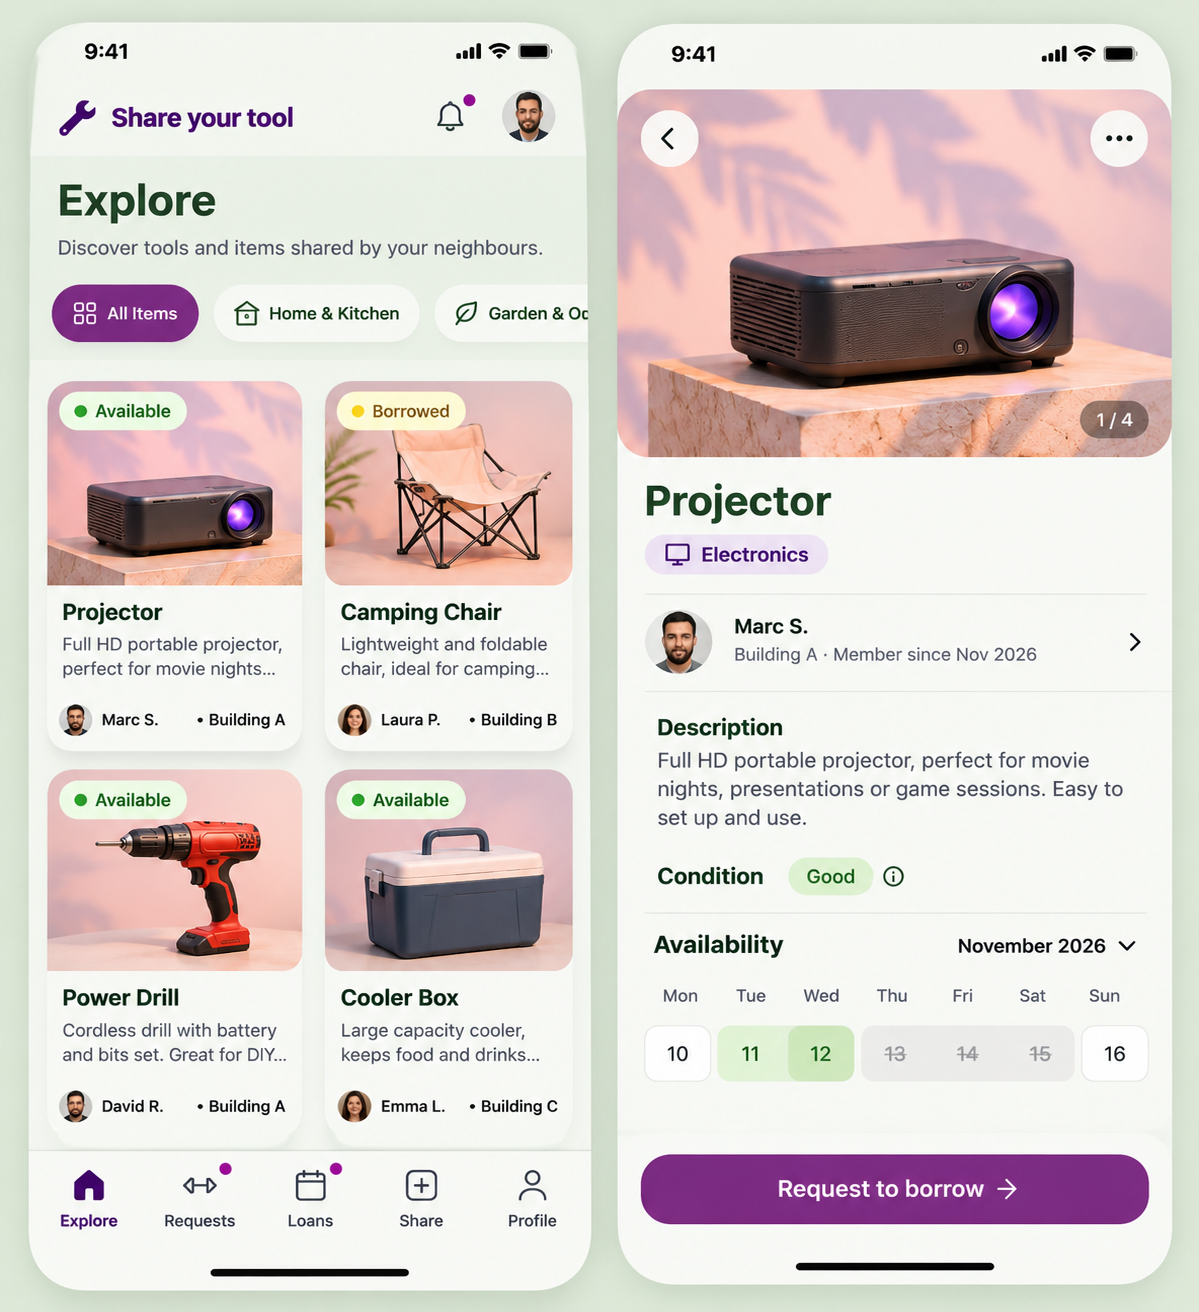 9:41
Share your tool
Explore
Discover tools and items shared by your neighbours.
All Items
Home & Kitchen
Garden & Ou
Available
Borrowed
Projector
Camping Chair
Full HD portable projector,
perfect for movie nights...
Lightweight and foldable
chair, ideal for camping...
Marc S.
• Building A
Laura P.
• Building B
Available
Available
Power Drill
Cooler Box
Cordless drill with battery
and bits set. Great for DIY...
Large capacity cooler,
keeps food and drinks...
David R.
• Building A
Emma L.
• Building C
Explore
Requests
Loans
Share
Profile
9:41
1 / 4
Projector
Electronics
Marc S.
Building A · Member since Nov 2026
Description
Full HD portable projector, perfect for movie
nights, presentations or game sessions. Easy to
set up and use.
Condition
Good
Availability
November 2026
Mon Tue Wed Thu Fri Sat Sun
10 11 12 13 14 15 16
Request to borrow